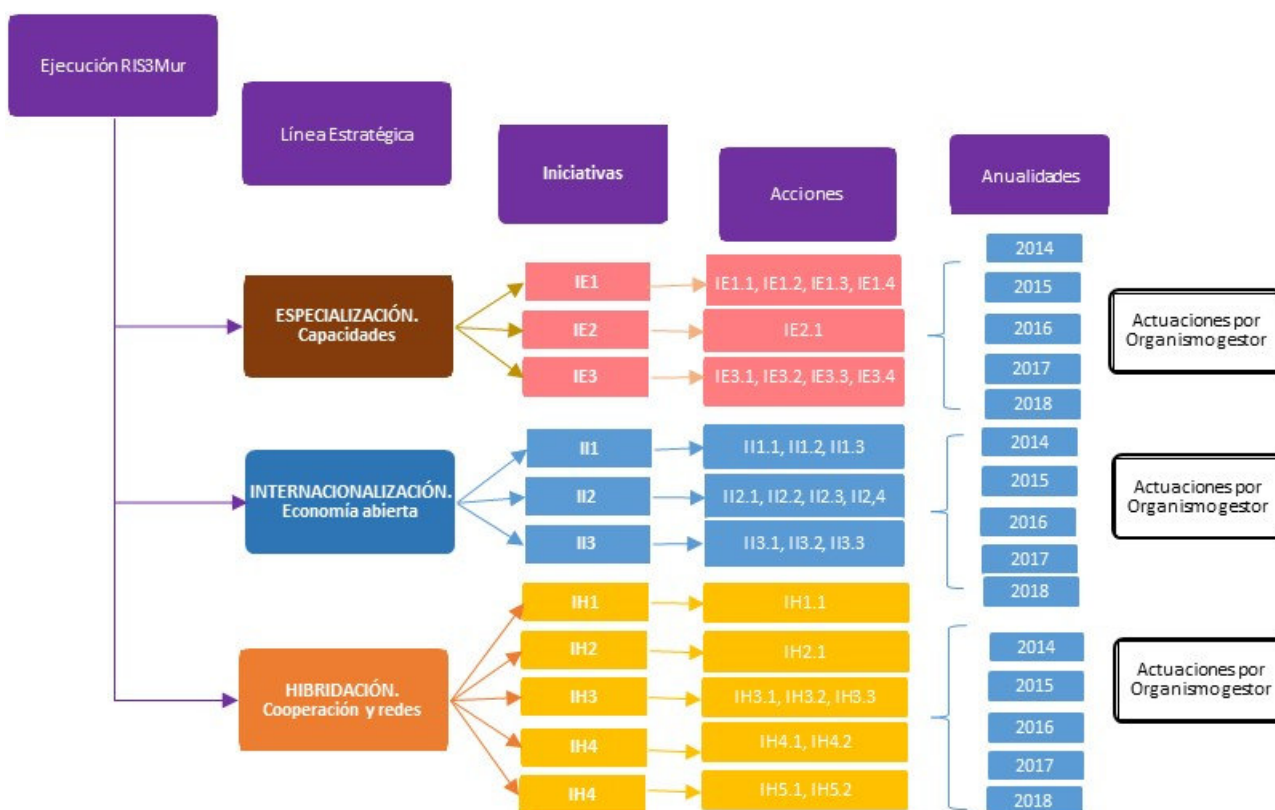 Ejecución RIS3Mur
Línea Estratégica
Iniciativas
Acciones
Anualidades
ESPECIALIZACIÓN.
Capacidades
IE1
IE1.1, IE1.2, IE1.3, IE1.4
IE2
IE2.1
IE3
IE3.1, IE3.2, IE3.3, IE3.4
2014
2015
2016
2017
2018
Actuaciones por
Organismo gestor
INTERNACIONALIZACIÓN.
Economía abierta
II1
II1.1, II1.2, II1.3
II2
II2.1, II2.2, II2.3, II2,4
II3
II3.1, II3.2, II3.3
2014
2015
2016
2017
2018
Actuaciones por
Organismo gestor
HIBRIDACIÓN.
Cooperación y redes
IH1
IH1.1
IH2
IH2.1
IH3
IH3.1, IH3.2, IH3.3
IH4
IH4.1, IH4.2
IH4
IH5.1, IH5.2
2014
2015
2016
2017
2018
Actuaciones por
Organismo gestor